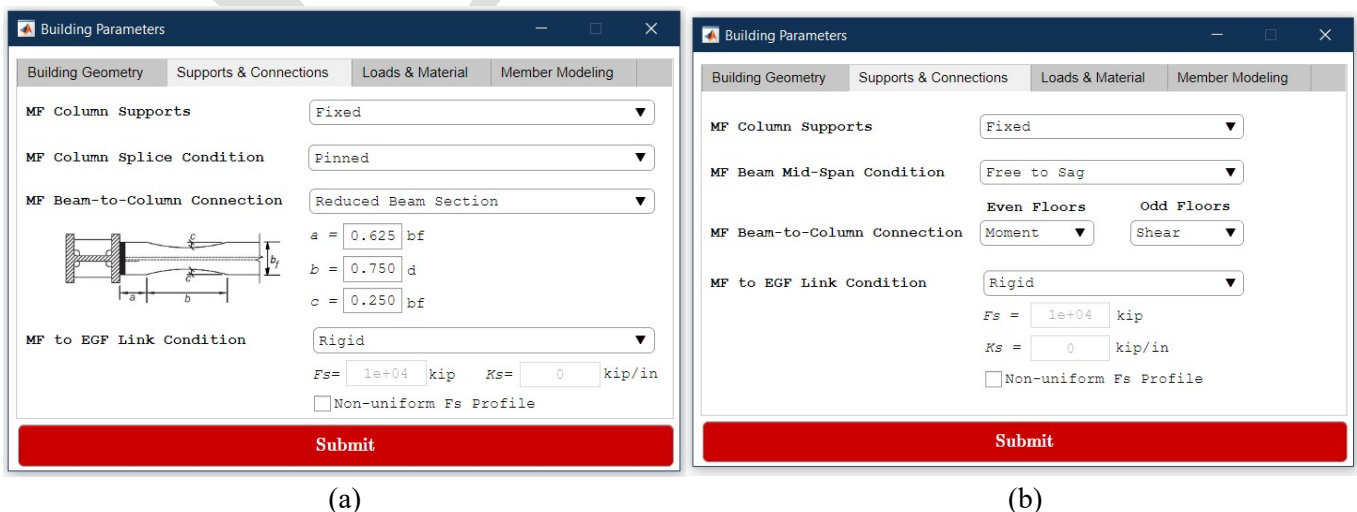 Building Parameters
Building Geometry Supports & Connections Loads & Material Member Modeling
MF Column Supports Fixed
MF Column Splice Condition Pinned
MF Beam-to-Column Connection Reduced Beam Section
c
bf
c
a b
a = 0.625 bf
b = 0.750 d
c = 0.250 bf
MF to EGF Link Condition Rigid
Fs= 1e+04 kip Ks= 0 kip/in
Non-uniform Fs Profile
Submit
(a)
Building Parameters
Building Geometry Supports & Connections Loads & Material Member Modeling
MF Column Supports Fixed
MF Beam Mid-Span Condition Free to Sag
Even Floors Odd Floors
MF Beam-to-Column Connection Moment Shear
MF to EGF Link Condition Rigid
Fs = 1e+04 kip
Ks = 0 kip/in
Non-uniform Fs Profile
Submit
(b)